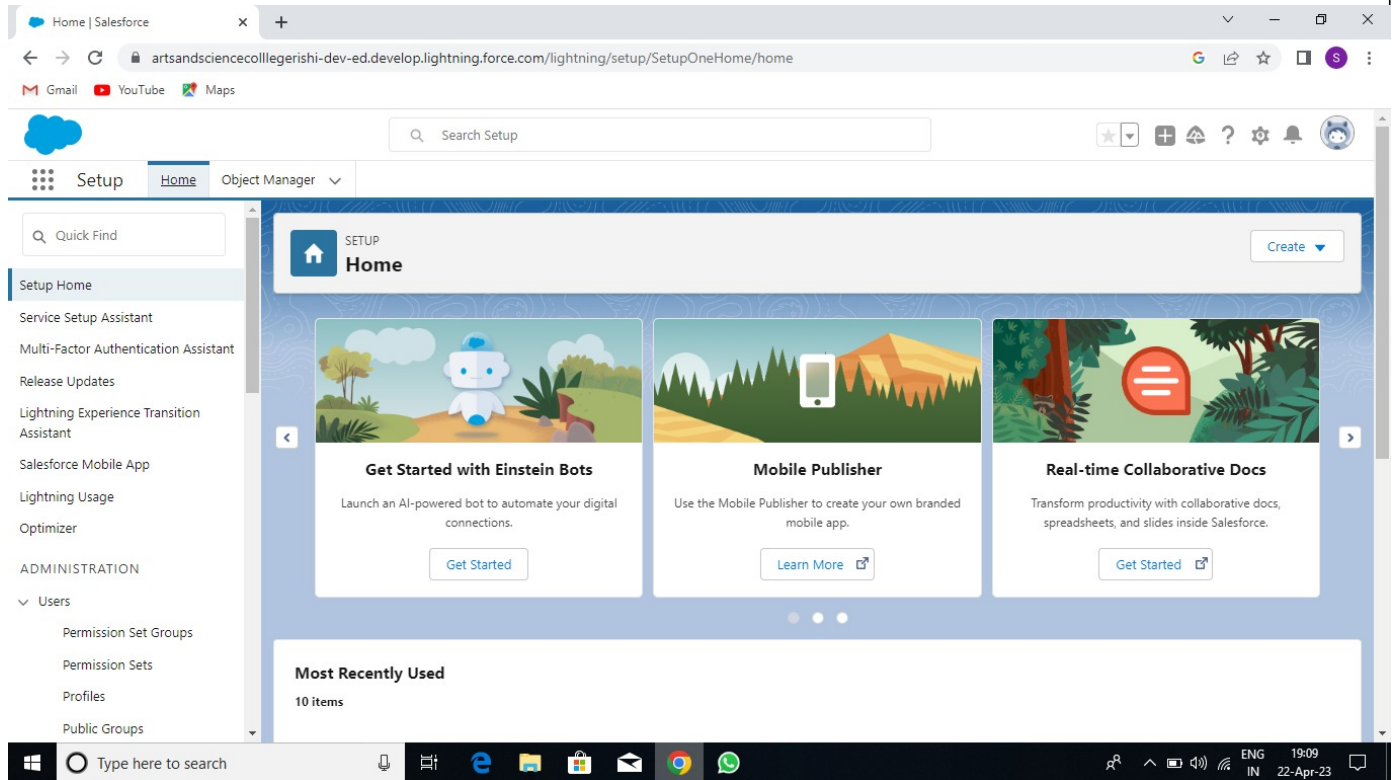 Home | Salesforce
artsandsciencecolllegerishi-dev-ed.develop.lightning.force.com/lightning/setup/SetupOneHome/home
G
S
Gmail YouTube Maps
Search Setup
Setup Home Object Manager
Quick Find
SETUP
Home
Create
Setup Home
Service Setup Assistant
Multi-Factor Authentication Assistant
Release Updates
Lightning Experience Transition
Assistant
Salesforce Mobile App
Lightning Usage
Optimizer
ADMINISTRATION
Users
Permission Set Groups
Permission Sets
Profiles
Public Groups
Get Started with Einstein Bots
Launch an AI-powered bot to automate your digital
connections.
Get Started
Mobile Publisher
Use the Mobile Publisher to create your own branded
mobile app.
Learn More
Real-time Collaborative Docs
Transform productivity with collaborative docs,
spreadsheets, and slides inside Salesforce.
Get Started
Most Recently Used
10 items
Type here to search
ENG
IN
19:09
22-Apr-23